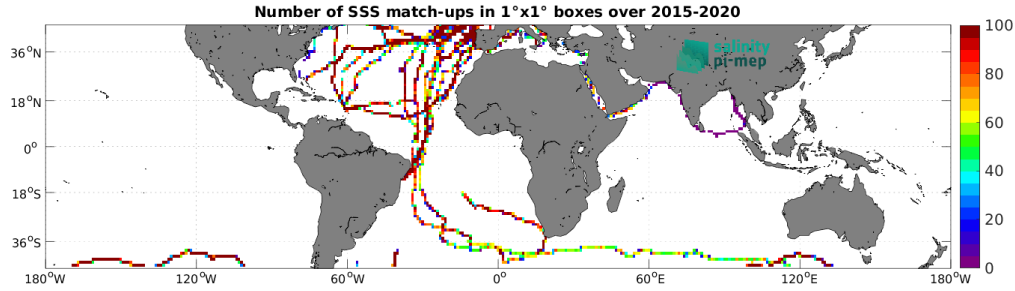 Number of SSS match-ups in 1°x1° boxes over 2015-2020
salinity
pi-mep
36°N
18°N
0°
18°S
36°S
180°W
120°W
60°W
0°
60°E
120°E
180°W
100
80
60
40
20
0